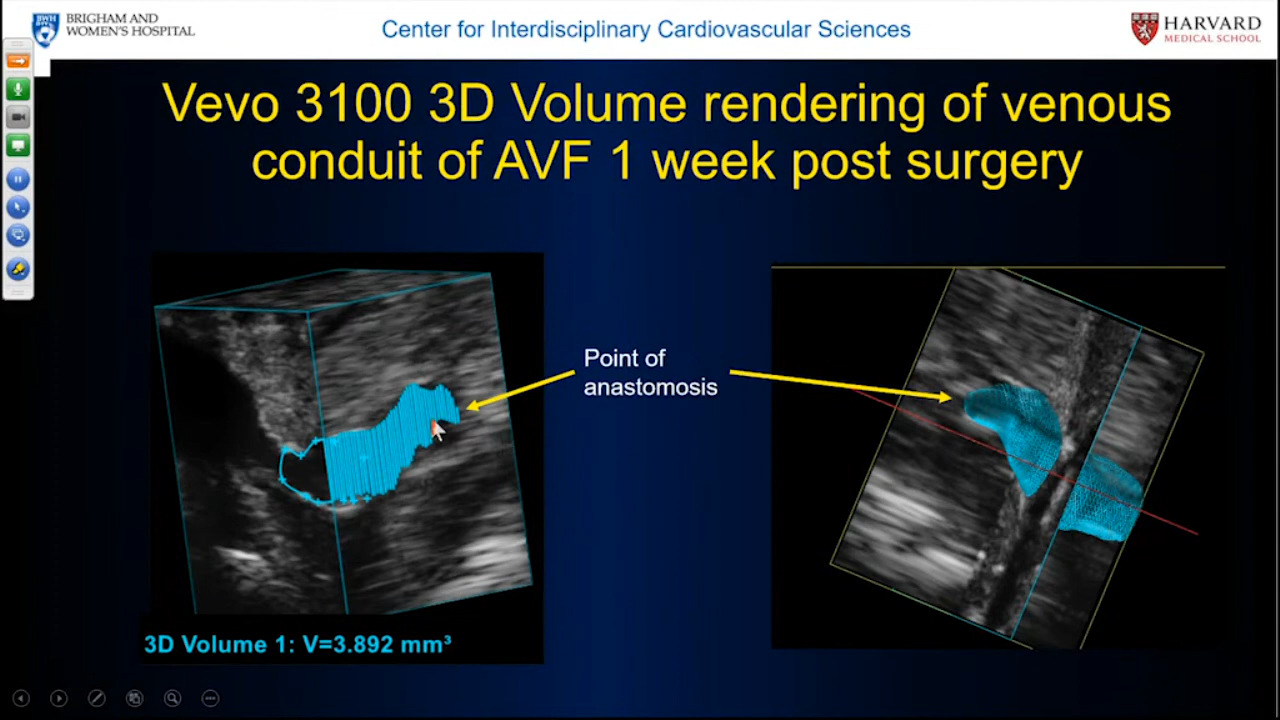 BRIGHAM AND
WOMEN'S HOSPITAL
Center for Interdisciplinary Cardiovascular Sciences
HARVARD
MEDICAL SCHOOL
Vevo 3100 3D Volume rendering of venous
conduit of AVF 1 week post surgery
Point of
anastomosis
3D Volume 1: V=3.892 mm³